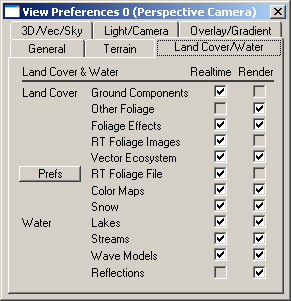 View Preferences 0 (Perspective Camera)
3D/Vec/Sky Light/Camera Overlay/Gradient
General Terrain Land Cover/Water
Land Cover & Water Realtime Render
Land Cover Ground Components
Other Foliage
Foliage Effects
RT Foliage Images
Vector Ecosystem
Prefs RT Foliage File
Color Maps
Snow
Water Lakes
Streams
Wave Models
Reflections